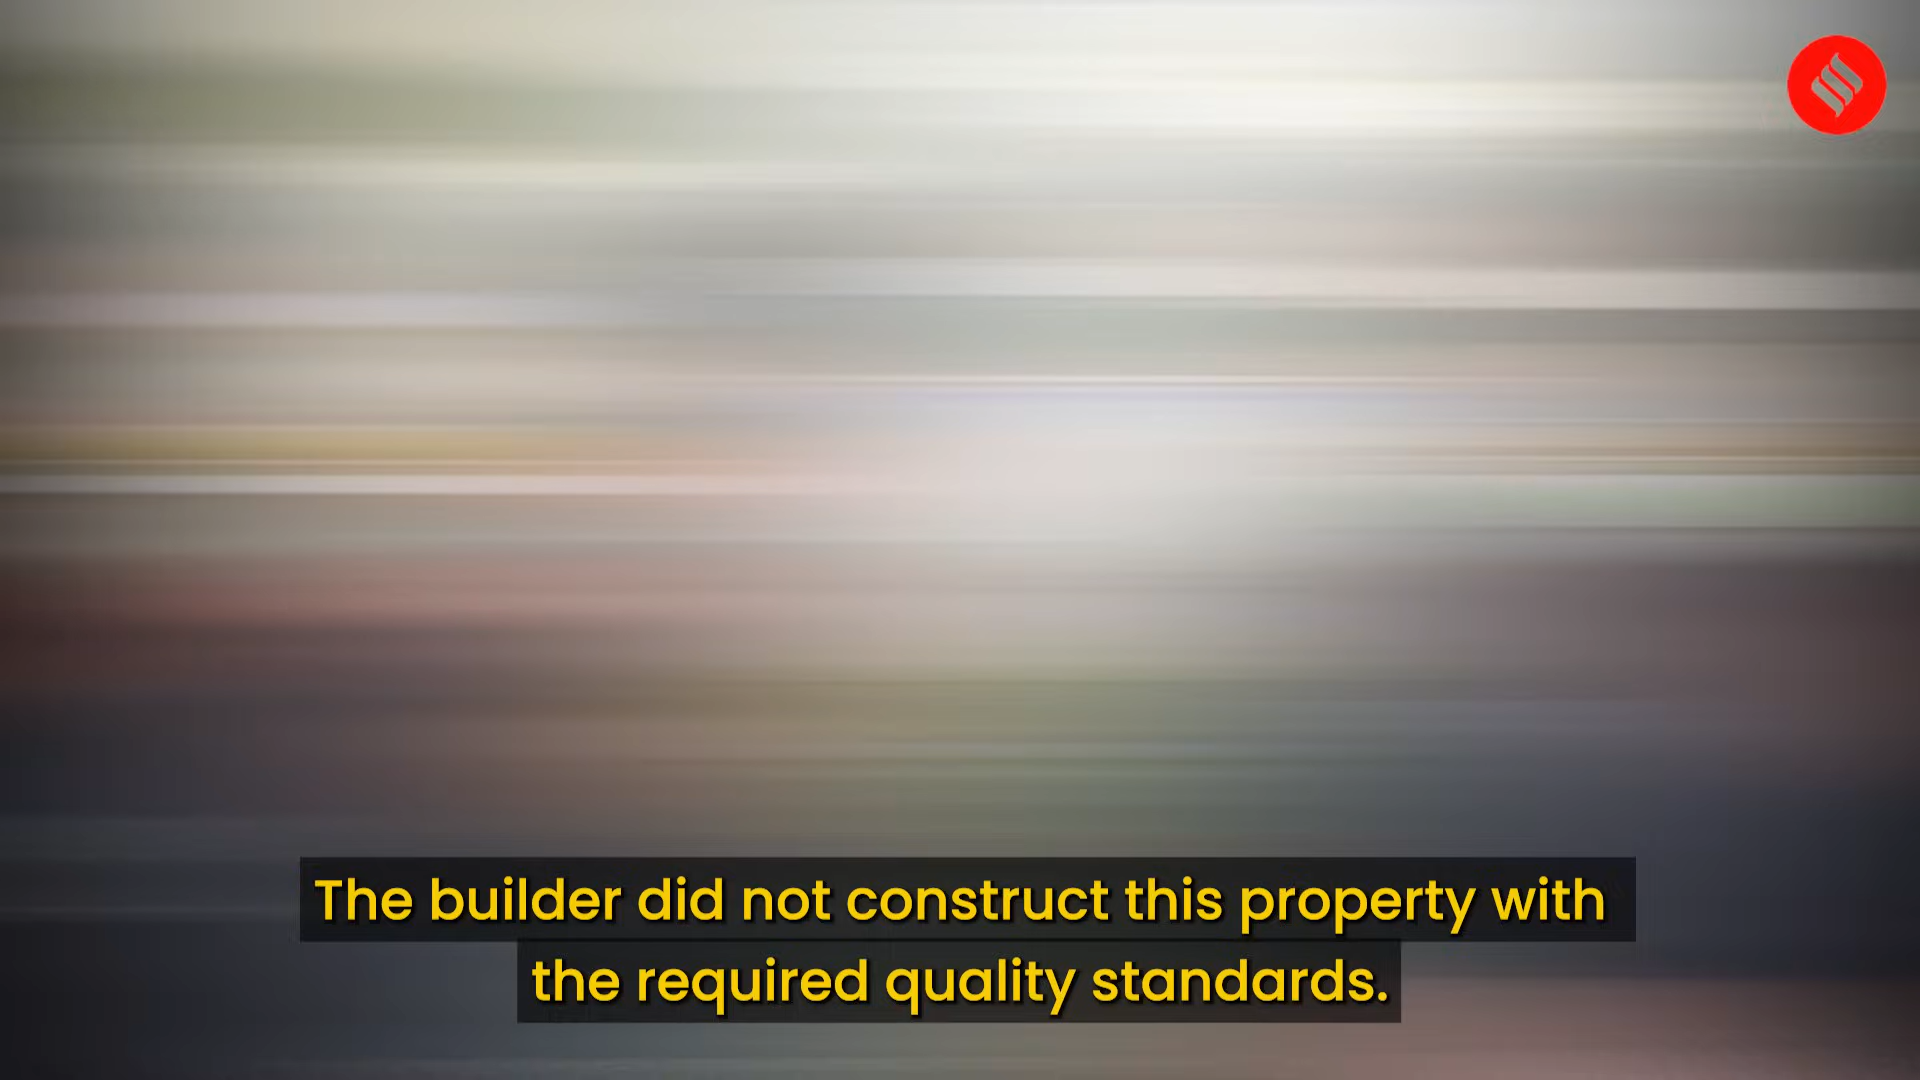 The builder did not construct this property with
the required quality standards.